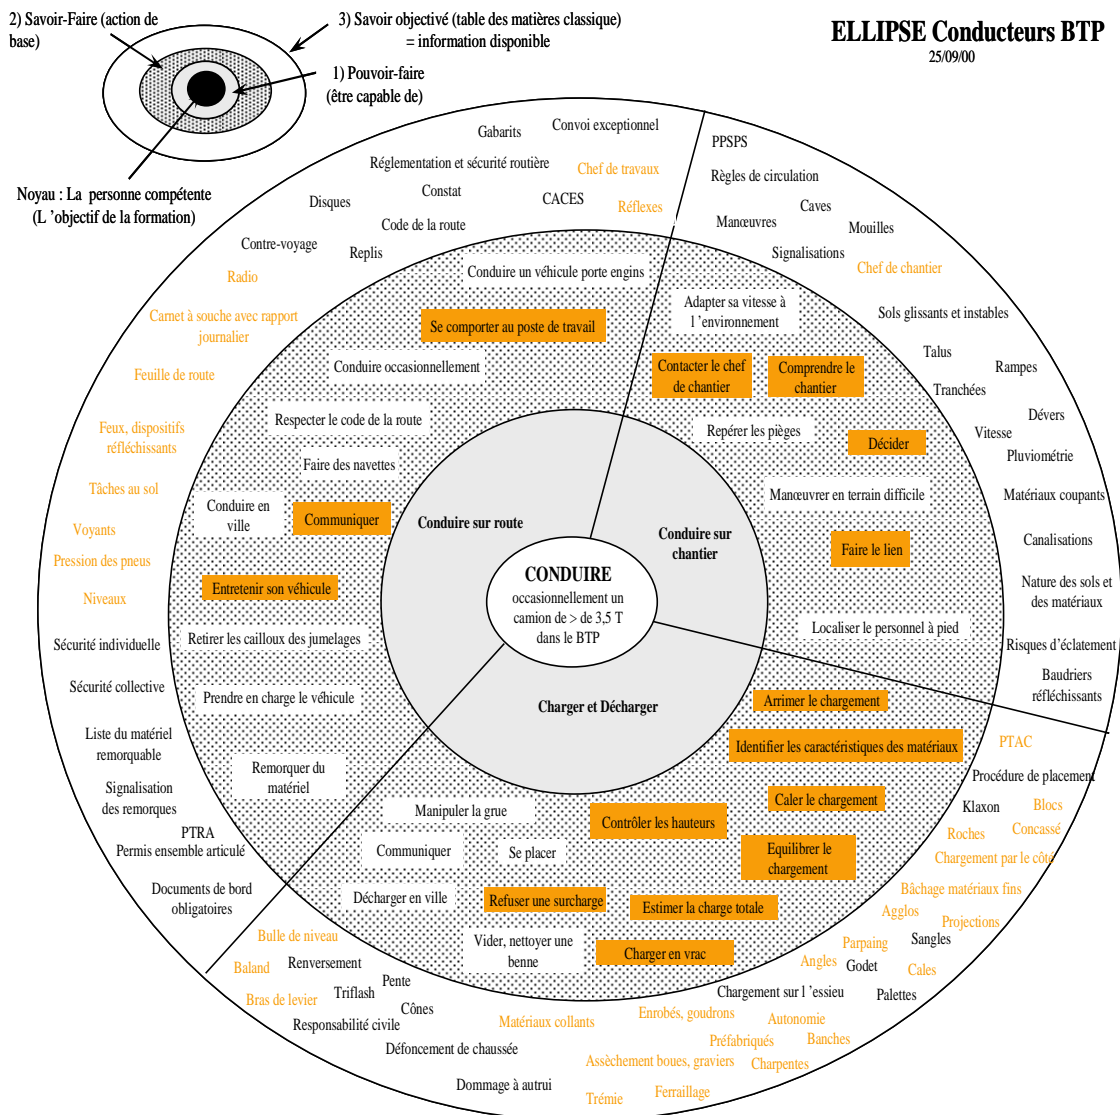 2) Savoir-Faire (action de
base)
3) Savoir objectivé (table des matières classique)
= information disponible
1) Pouvoir-faire
(être capable de)
Noyau : La personne compétente
(L ’objectif de la formation)
ELLIPSE Conducteurs BTP
25/09/00
Gabarits
Convoi exceptionnel
Réglementation et sécurité routière
Chef de travaux
Disques
Constat
CACES
Réflexes
Contre-voyage
Code de la route
Replis
Radio
Carnet à souche avec rapport
journalier
Feuille de route
Feux, dispositifs
réfléchissants
Tâches au sol
Voyants
Pression des pneus
Niveaux
Sécurité individuelle
Sécurité collective
Liste du matériel
remorquable
Signalisation
des remorques
PTRA
Permis ensemble articulé
Documents de bord
obligatoires
Conduire un véhicule porte engins
Se comporter au poste de travail
Conduire occasionnellement
Respecter le code de la route
Faire des navettes
Conduire en
ville
Communiquer
Entretenir son véhicule
Retirer les cailloux des jumelages
Prendre en charge le véhicule
Remorquer du
matériel
Conduire sur route
PPSPS
Règles de circulation
Caves
Manœuvres
Mouilles
Signalisations
Chef de chantier
Sols glissants et instables
Talus
Rampes
Tranchées
Dévers
Vitesse
Pluviométrie
Matériaux coupants
Canalisations
Nature des sols et
des matériaux
Risques d’éclatement
Baudriers
réfléchissants
Adapter sa vitesse à
l ’environnement
Contacter le chef
de chantier
Comprendre le
chantier
Repérer les pièges
Décider
Manœuvrer en terrain difficile
Faire le lien
Localiser le personnel à pied
Conduire sur
chantier
CONDUIRE
occasionnellement un
camion de > de 3,5 T
dans le BTP
Charger et Décharger
Arrimer le chargement
Identifier les caractéristiques des matériaux
Caler le chargement
Manipuler la grue
Contrôler les hauteurs
Communiquer
Se placer
Equilibrer le
chargement
Décharger en ville
Refuser une surcharge
Estimer la charge totale
Vider, nettoyer une
benne
Charger en vrac
PTAC
Procédure de placement
Klaxon
Blocs
Roches
Concassé
Chargement par le côté
Bâchage matériaux fins
Agglos
Projections
Parpaing
Sangles
Angles
Godet
Cales
Chargement sur l ’essieu
Palettes
Bulle de niveau
Baland
Renversement
Pente
Bras de levier
Triflash
Cônes
Responsabilité civile
Matériaux collants
Enrobés, goudrons
Autonomie
Défoncement de chaussée
Préfabriqués
Banches
Assèchement boues, graviers
Charpentes
Dommage à autrui
Trémie
Ferraillage